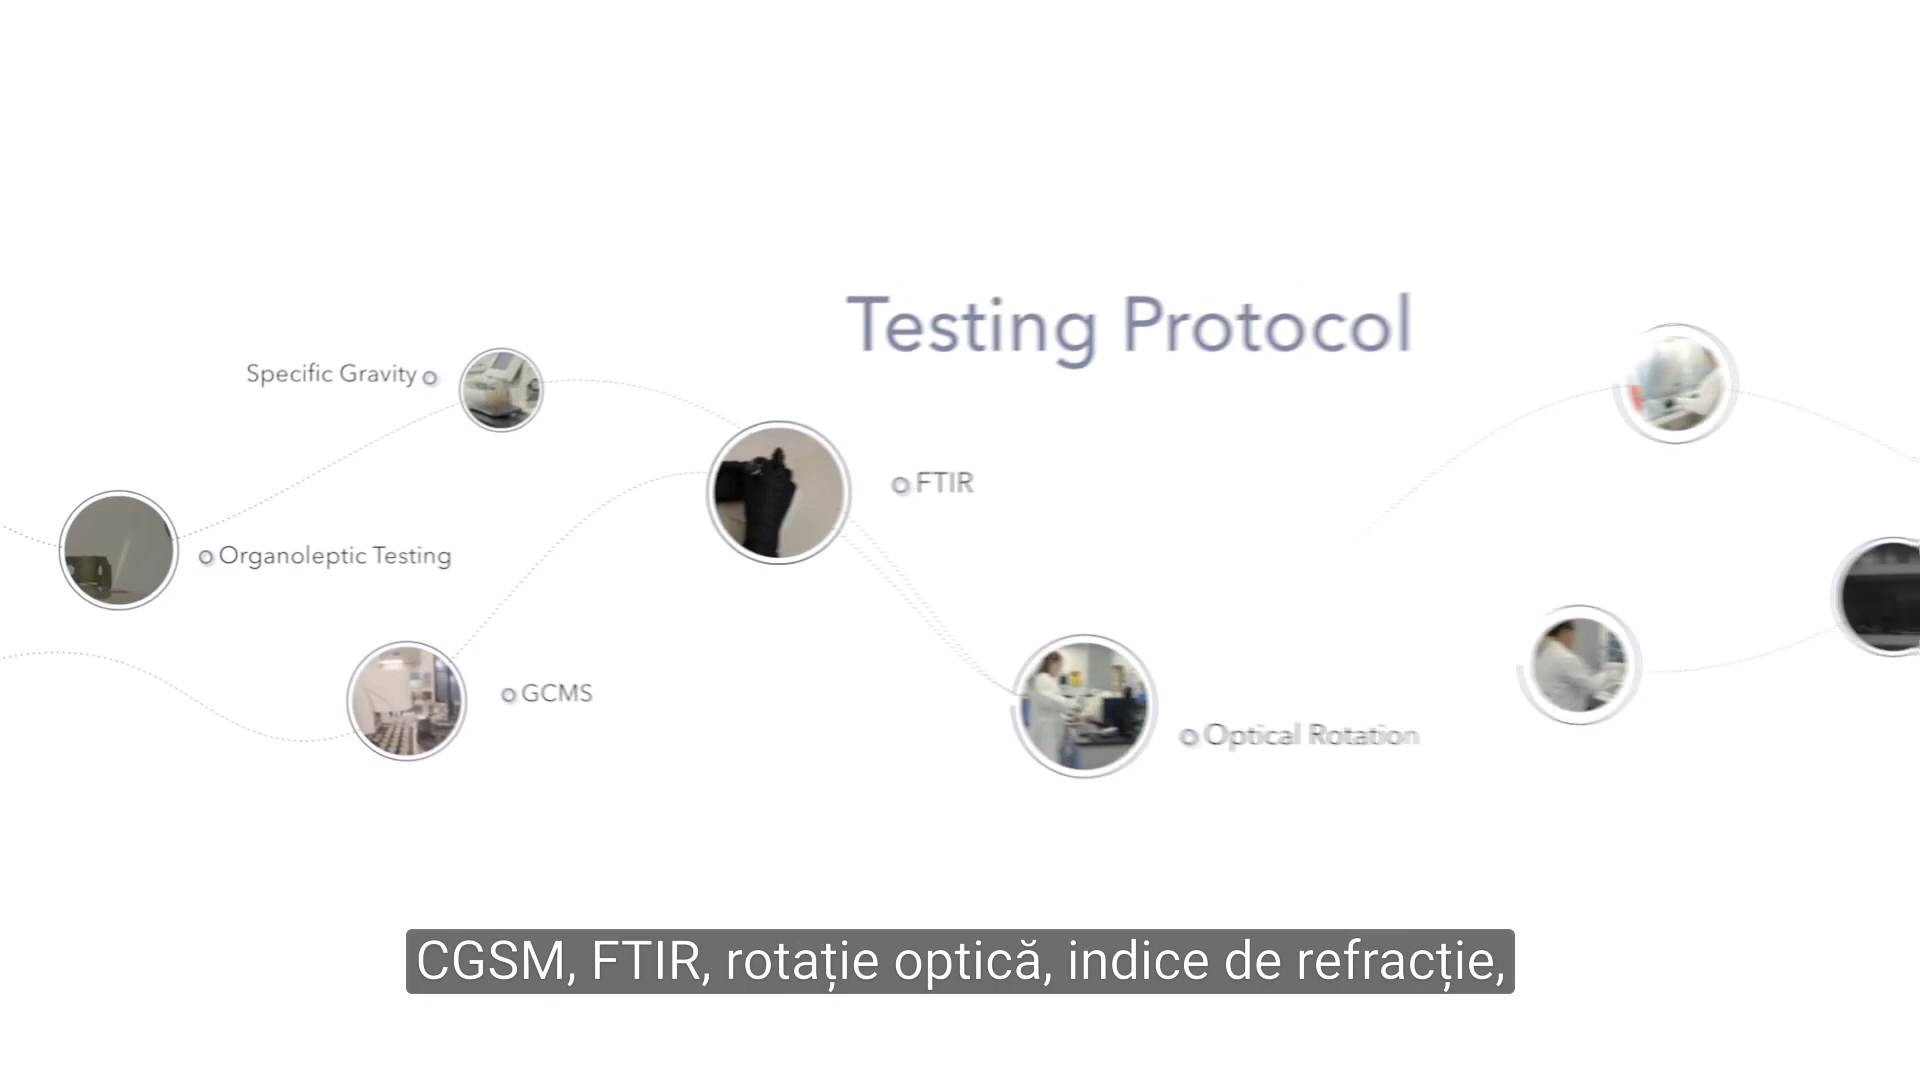 Testing Protocol
Specific Gravity
FTIR
Organoleptic Testing
GCMS
Optical Rotation
CGSM, FTIR, rotație optică, indice de refracție,